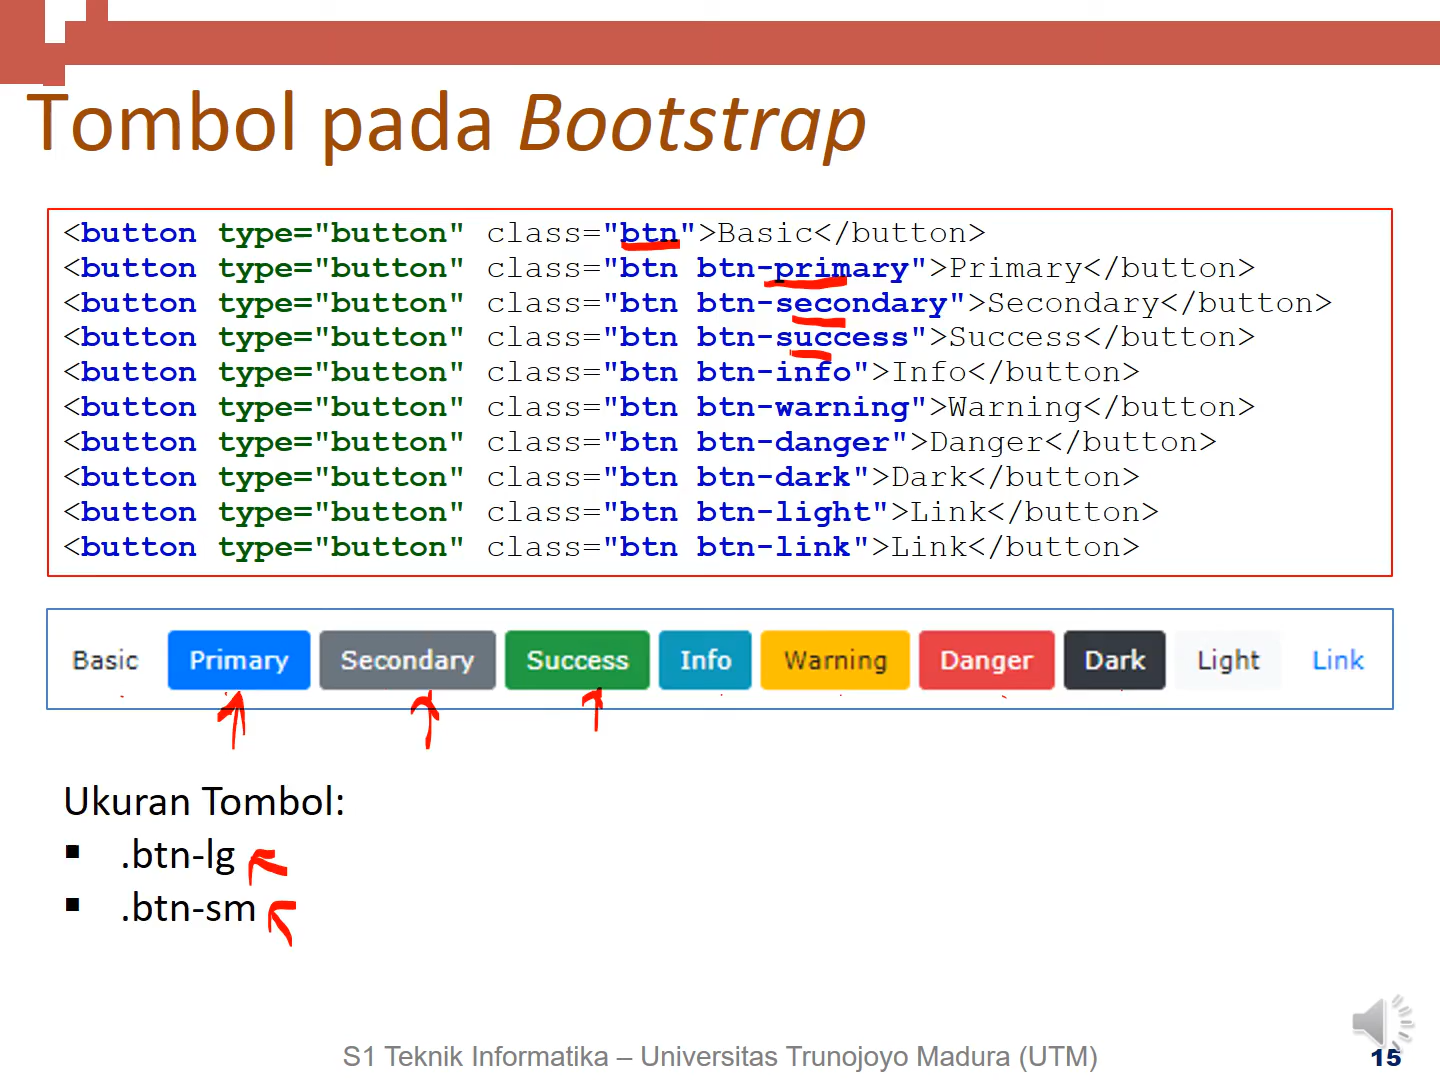 Tombol pada Bootstrap
<button type="button" class="btn">Basic</button>
<button type="button" class="btn btn-primary">Primary</button>
<button type="button" class="btn btn-secondary">Secondary</button>
<button type="button" class="btn btn-success">Success</button>
<button type="button" class="btn btn-info">Info</button>
<button type="button" class="btn btn-warning">Warning</button>
<button type="button" class="btn btn-danger">Danger</button>
<button type="button" class="btn btn-dark">Dark</button>
<button type="button" class="btn btn-light">Link</button>
<button type="button" class="btn btn-link">Link</button>
Basic Primary Secondary Success Info Warning Danger Dark Light Link
Ukuran Tombol:
▪ .btn-lg
▪ .btn-sm
S1 Teknik Informatika – Universitas Trunojoyo Madura (UTM)
15